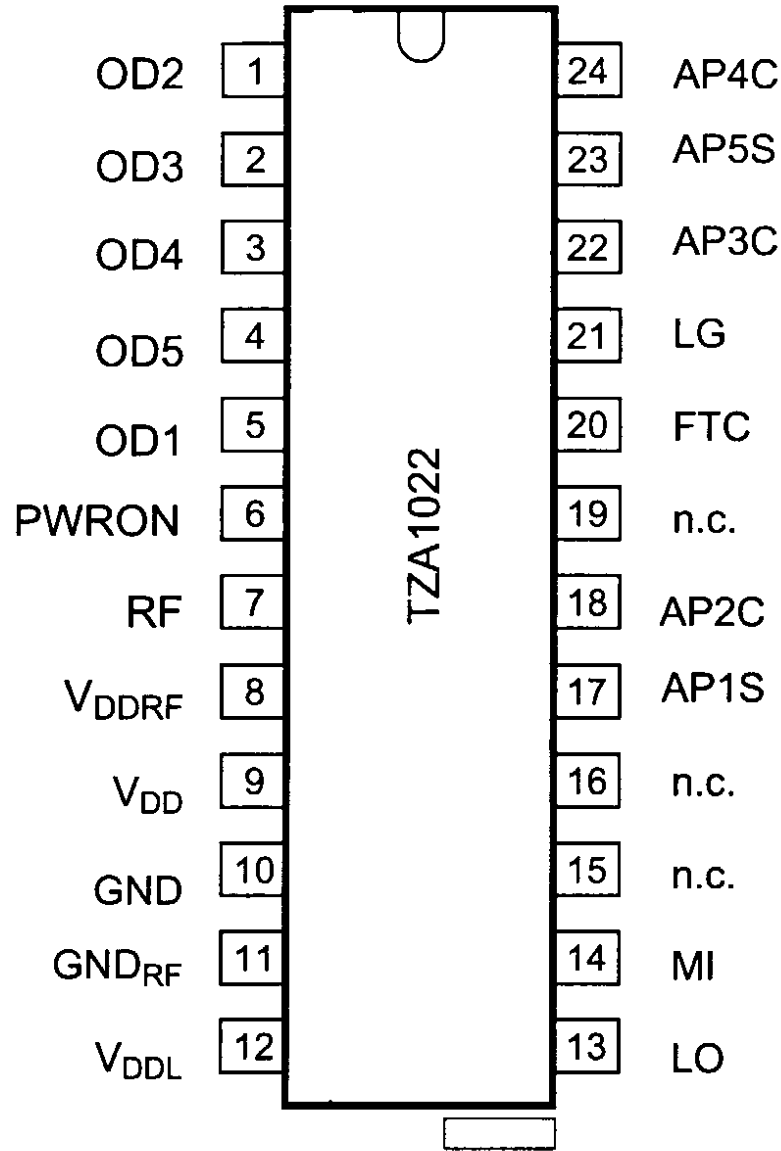 OD2 1 24 AP4C
OD3 2 23 AP5S
OD4 3 22 AP3C
OD5 4 21 LG
OD1 5 20 FTC
PWRON 6 19 n.c.
RF 7 18 AP2C
VDDRF 8 17 AP1S
VDD 9 16 n.c.
GND 10 15 n.c.
GNDRF 11 14 MI
VDDL 12 13 LO
TZA1022